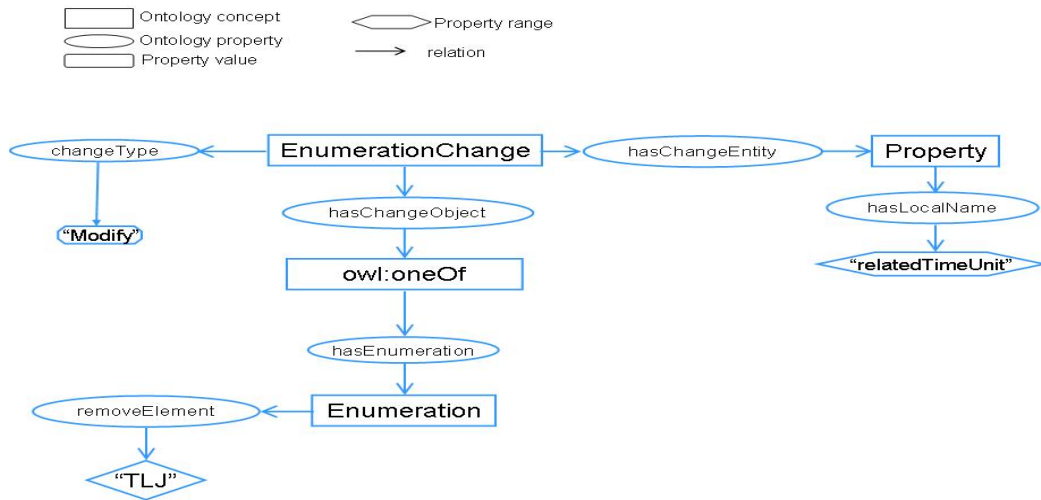 Ontology concept
Property range
Ontology property
Property value
relation
changeType
EnumerationChange
hasChangeEntity
Property
hasChangeObject
hasLocalName
“Modify”
owl:oneOf
“relatedTimeUnit”
hasEnumeration
removeElement
Enumeration
“TLJ”